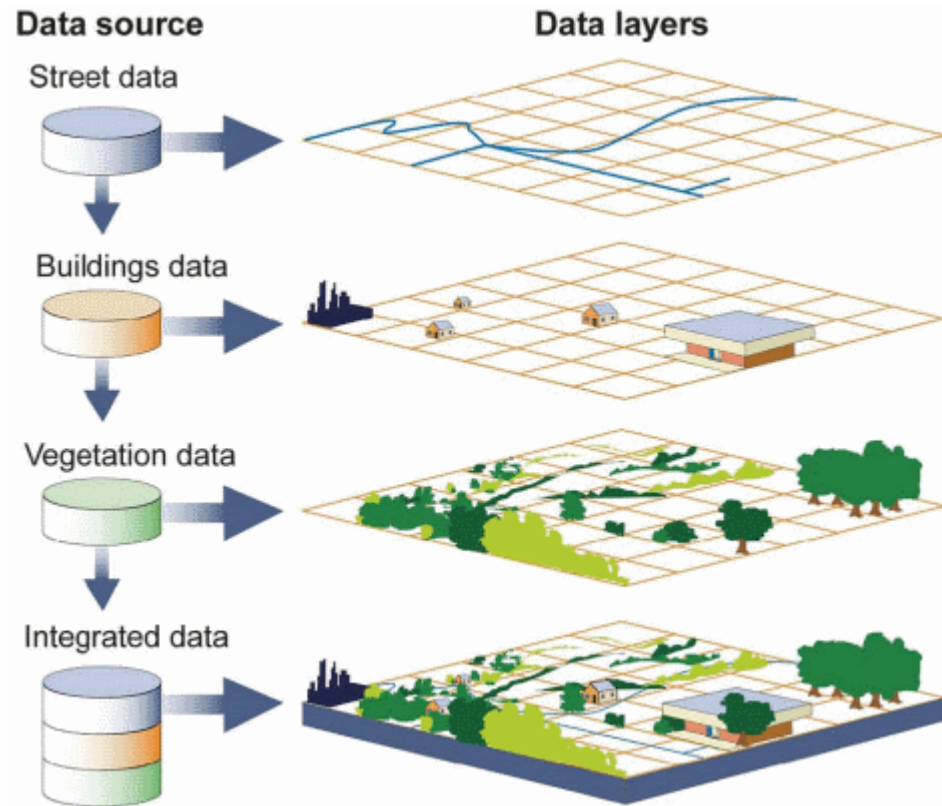 Data source
Data layers
Street data
Buildings data
Vegetation data
Integrated data